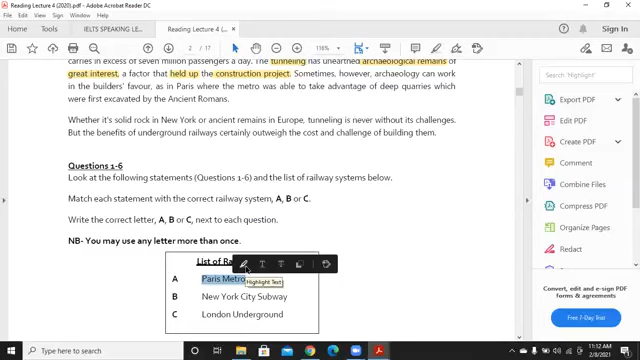 Reading Lecture 4 (2020).pdf - Adobe Acrobat Reader DC
File Edit View Sign Window Help
Home Tools IELTS SPEAKING LE... Reading Lecture 4 (... × Sign In
2 / 17 116%
carries in excess of seven million passengers a day. The tunneling has unearthed archaeological remains of
great interest, a factor that held up the construction project. Sometimes, however, archaeology can work
in the builders' favour, as in Paris where the metro was able to take advantage of deep quarries which
were first excavated by the Ancient Romans.
Whether it's solid rock in New York or ancient remains in Europe, tunneling is never without its challenges.
But the benefits of underground railways certainly outweigh the cost and challenge of building them.
Questions 1-6
Look at the following statements (Questions 1-6) and the list of railway systems below.
Match each statement with the correct railway system, A, B or C.
Write the correct letter, A, B or C, next to each question.
NB- You may use any letter more than once.
List of Ra
A Paris Metro
Highlight Text
B New York City Subway
C London Underground
Search 'Highlight'
Export PDF
Edit PDF
Create PDF
Comment
Combine Files
Organize Pages
Redact
Convert, edit and e-sign PDF
forms & agreements
Free 7-Day Trial
Type here to search
11:12 AM
2/8/2021